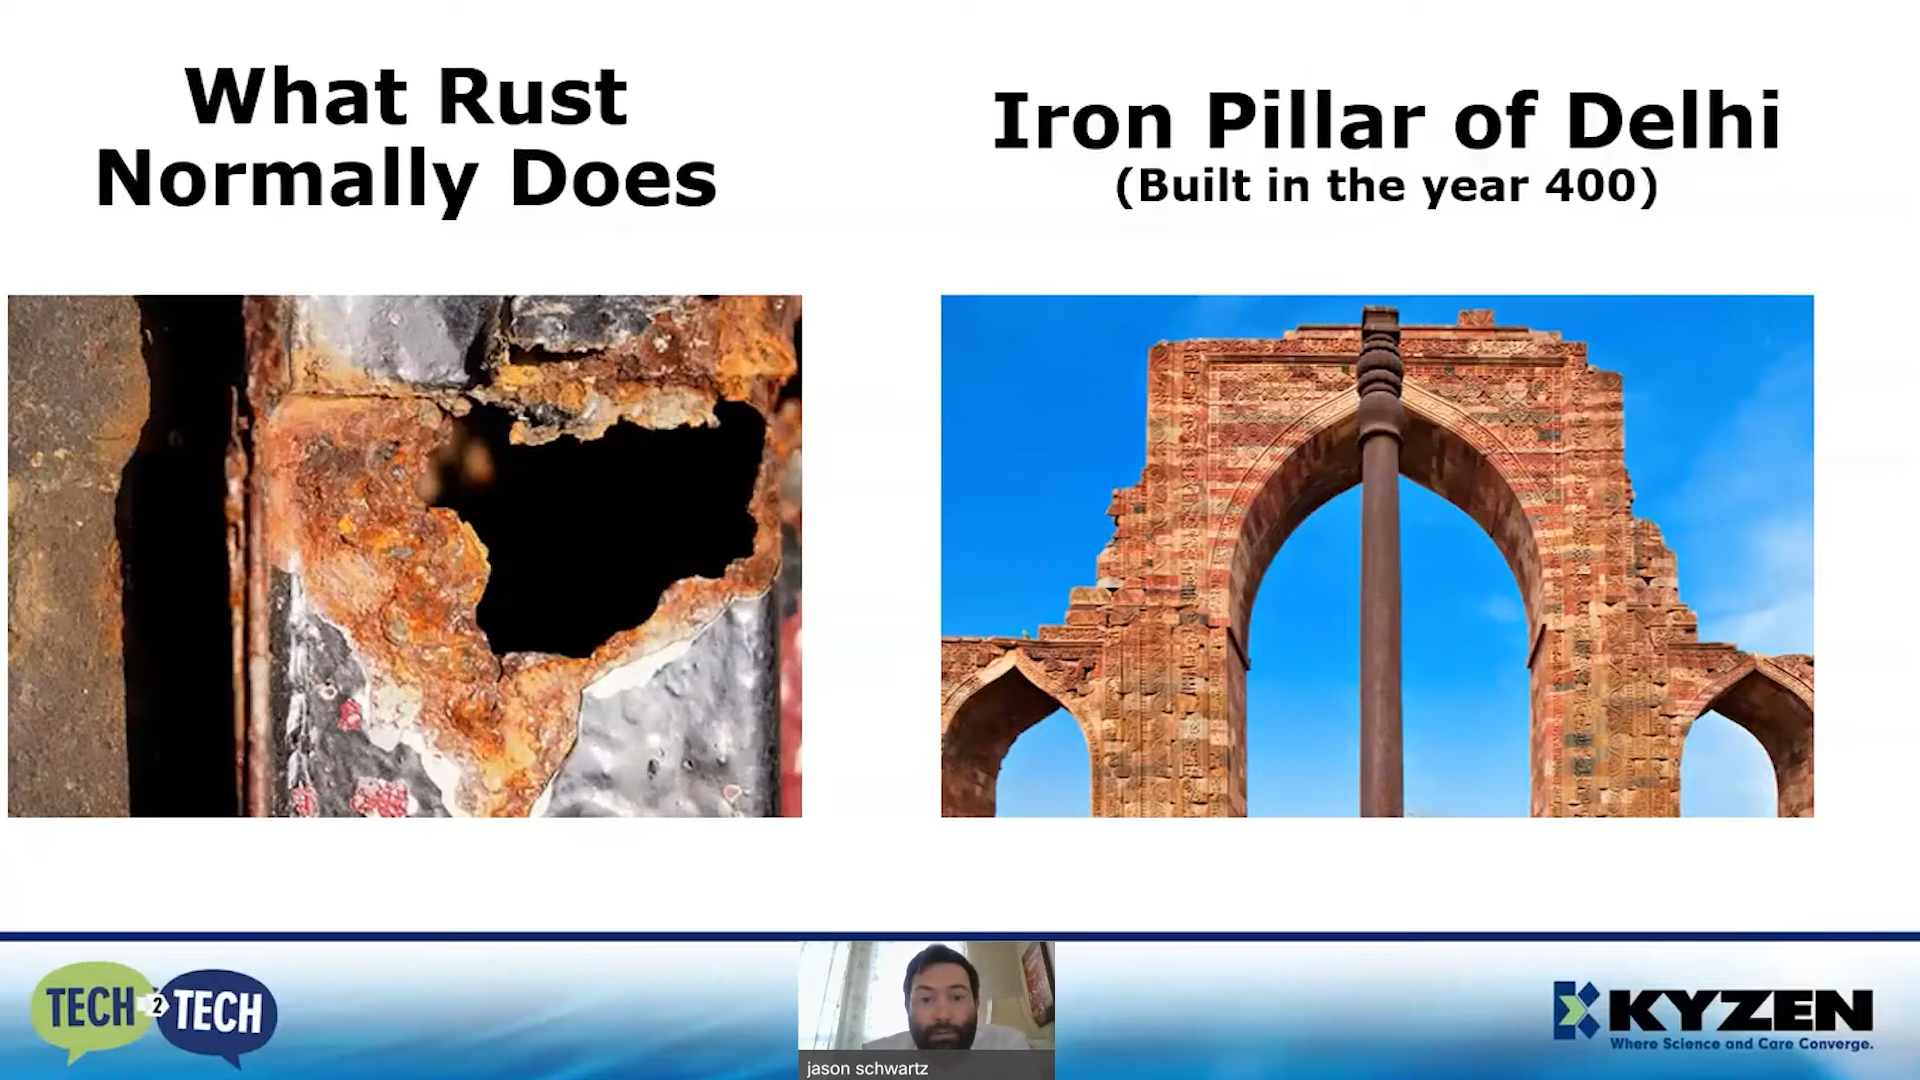 What Rust
Normally Does
Iron Pillar of Delhi
(Built in the year 400)
TECH 2 TECH
jason schwartz
KYZEN
Where Science and Care Converge.